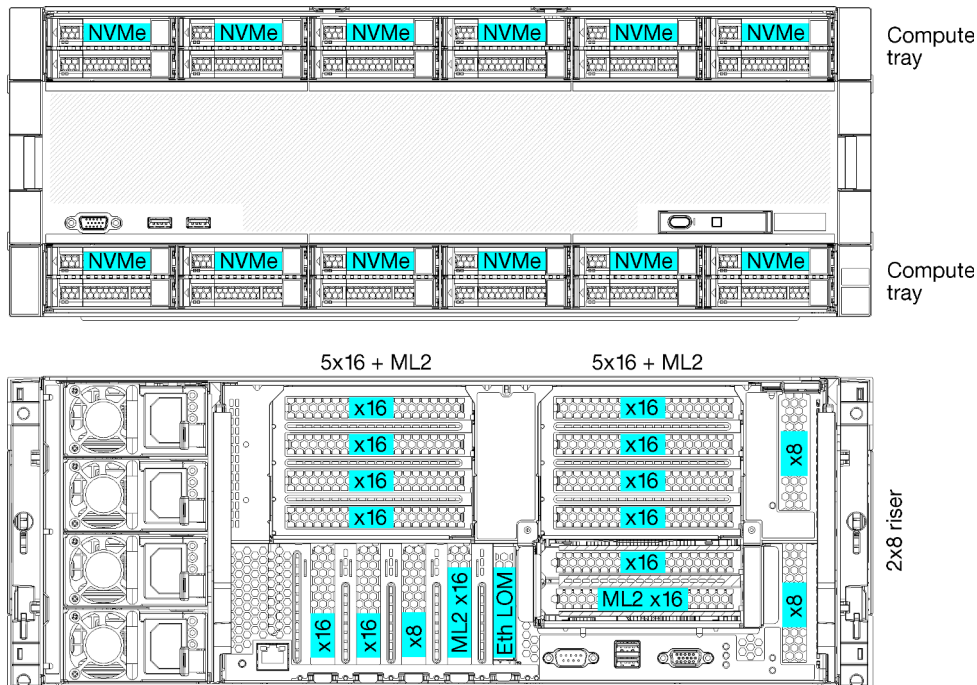 NVMe NVMe NVMe NVMe NVMe NVMe
Compute
tray
NVMe NVMe NVMe NVMe NVMe NVMe
Compute
tray
5x16 + ML2 5x16 + ML2
x16 x16
x16 x16
x16 x16
x16 x16
x8
2x8 riser
x16
x16
x8
ML2 x16
Eth LOM
x16
ML2 x16
x8